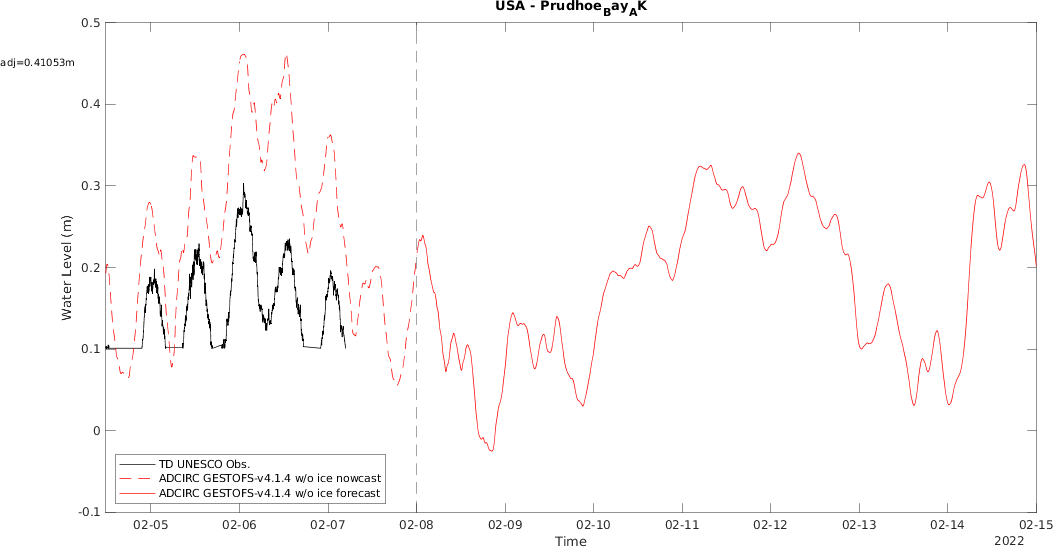 USA - Prudhoe_Bay_AK
adj=0.41053m
0.5
0.4
0.3
0.2
0.1
0
-0.1
Water Level (m)
TD UNESCO Obs.
ADCIRC GESTOFS-v4.1.4 w/o ice nowcast
ADCIRC GESTOFS-v4.1.4 w/o ice forecast
02-05 02-06 02-07 02-08 02-09 02-10 02-11 02-12 02-13 02-14 02-15
Time
2022